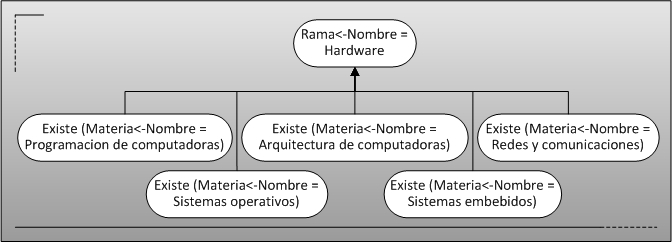 Rama<-Nombre =
Hardware
Existe (Materia<-Nombre =
Programacion de computadoras)
Existe (Materia<-Nombre =
Arquitectura de computadoras)
Existe (Materia<-Nombre =
Redes y comunicaciones)
Existe (Materia<-Nombre =
Sistemas operativos)
Existe (Materia<-Nombre =
Sistemas embebidos)